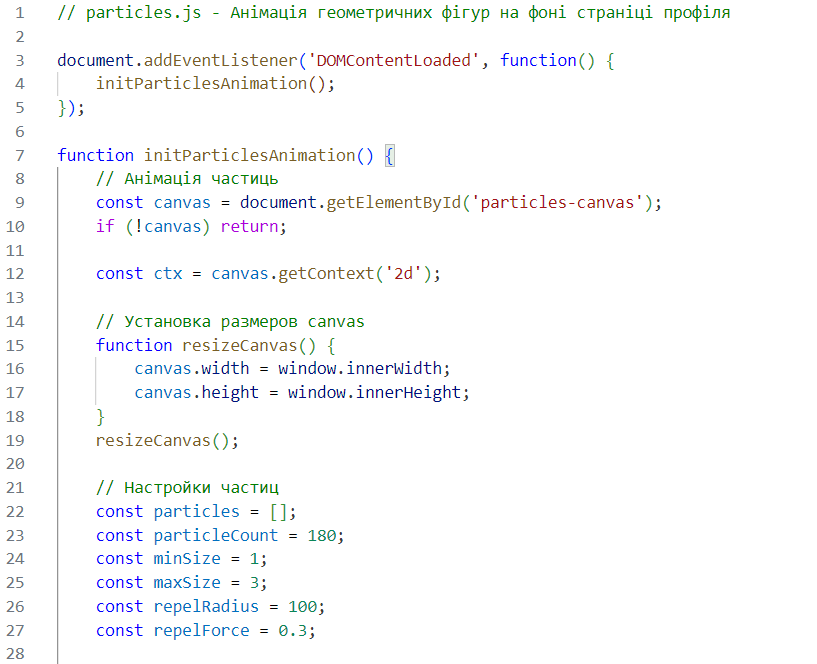 1 // particles.js - Анімація геометричних фігур на фоні страніці профіля
2
3 document.addEventListener('DOMContentLoaded', function() {
4     initParticlesAnimation();
5 });
6
7 function initParticlesAnimation() {
8     // Анімація частиць
9     const canvas = document.getElementById('particles-canvas');
10     if (!canvas) return;
11
12     const ctx = canvas.getContext('2d');
13
14     // Установка размеров canvas
15     function resizeCanvas() {
16         canvas.width = window.innerWidth;
17         canvas.height = window.innerHeight;
18     }
19     resizeCanvas();
20
21     // Настройки частиц
22     const particles = [];
23     const particleCount = 180;
24     const minSize = 1;
25     const maxSize = 3;
26     const repelRadius = 100;
27     const repelForce = 0.3;
28